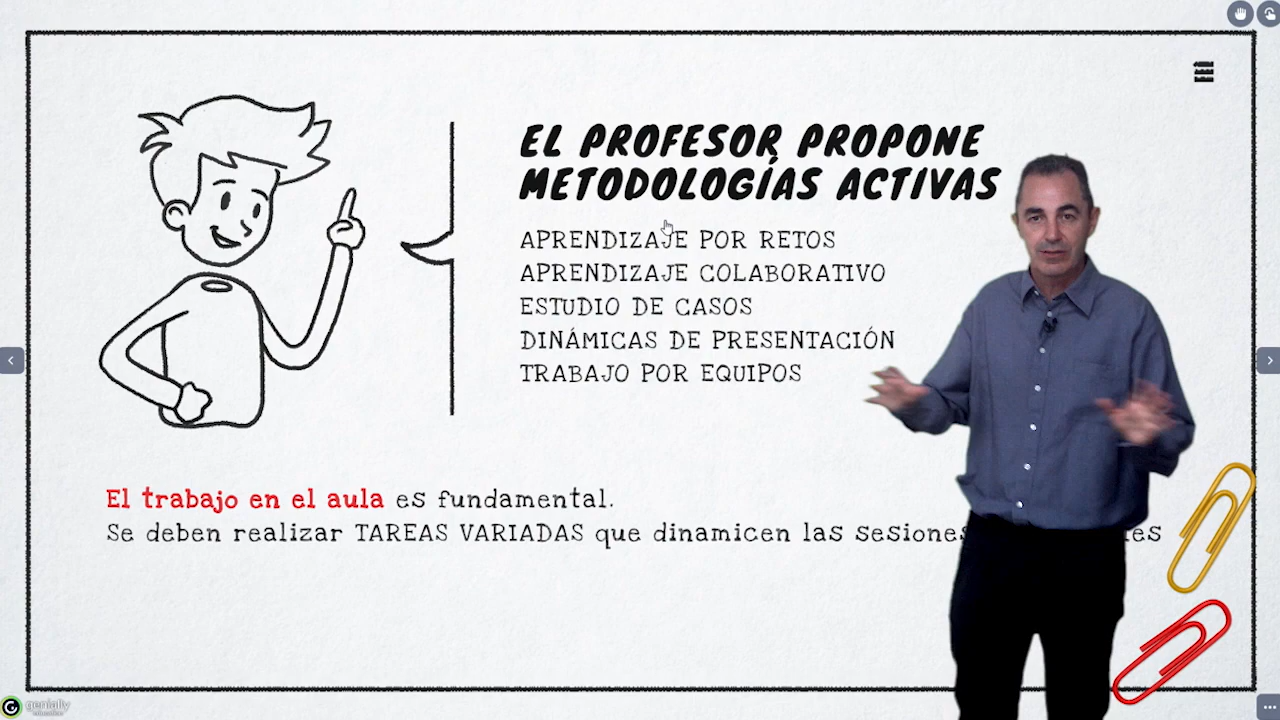 EL PROFESOR PROPONE
METODOLOGÍAS ACTIVAS
APRENDIZAJE POR RETOS
APRENDIZAJE COLABORATIVO
ESTUDIO DE CASOS
DINÁMICAS DE PRESENTACIÓN
TRABAJO POR EQUIPOS
El trabajo en el aula es fundamental.
Se deben realizar TAREAS VARIADAS que dinamicen las
genially